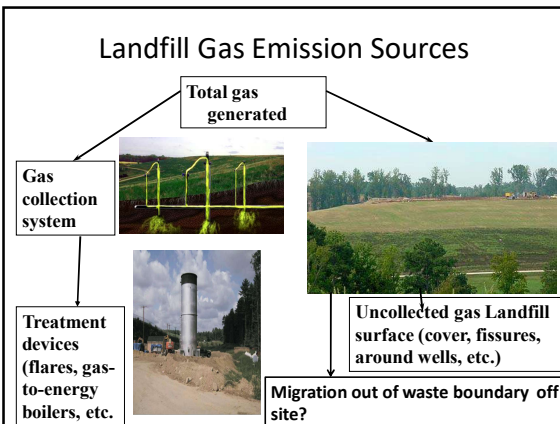 Landfill Gas Emission Sources
Total gas
generated
Gas
collection
system
Treatment
devices
(flares, gas-
to-energy
boilers, etc.
Uncollected gas Landfill
surface (cover, fissures,
around wells, etc.)
Migration out of waste boundary off
site?